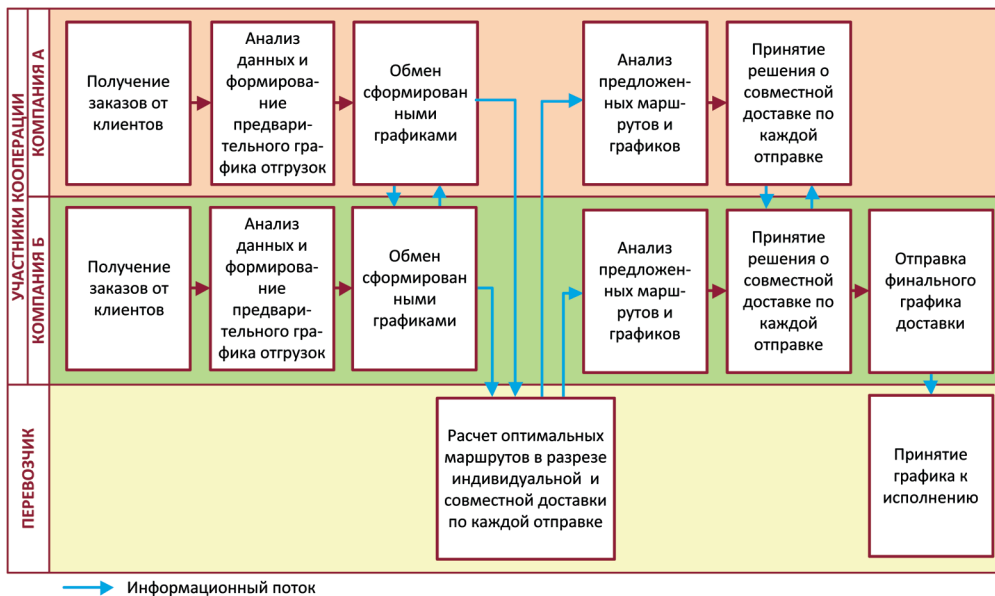 УЧАСТНИКИ КООПЕРАЦИИ
КОМПАНИЯ А
Получение
заказов от
клиентов
Анализ
данных и
формирова-
ние
предвари-
тельного гра-
фика отгрузок
Обмен
сформирован
ными
графиками
Анализ
предложен-
ных марш-
рутов и
графиков
Принятие
решения о
совместной
доставке по
каждой
отправке
КОМПАНИЯ Б
Получение
заказов от
клиентов
Анализ
данных и
формирова-
ние
предвари-
тельного гра-
фика отгрузок
Обмен
сформирован
ными
графиками
Анализ
предложен-
ных марш-
рутов и
графиков
Принятие
решения о
совместной
доставке по
каждой
отправке
Отправка
финального
графика
доставки
ПЕРЕВОЗЧИК
Расчет оптимальных
маршрутов в разрезе
индивидуальной и
совместной доставки
по каждой отправке
Принятие
графика к
исполнению
Информационный поток